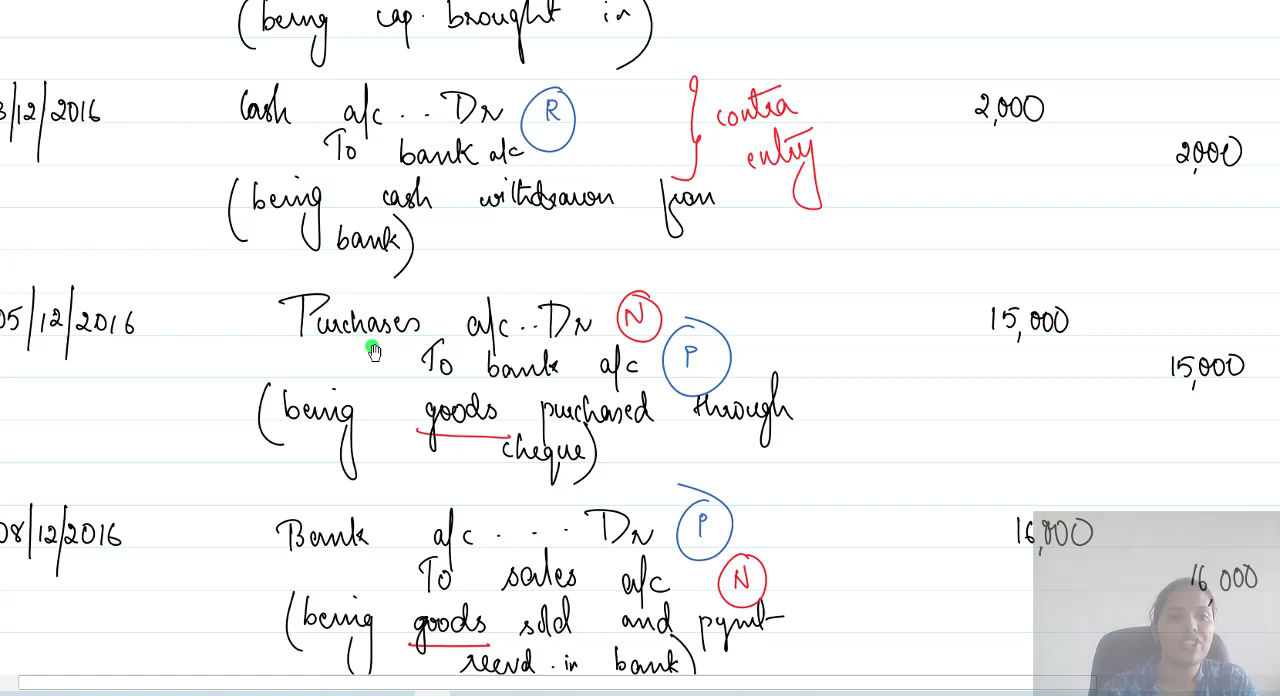 (being cap. brought in)
3/12/2016 Cash a/c .. Dr R } contra 2,000
To bank a/c entry 2000
(being cash withdrawn from
bank)
05/12/2016 Purchases a/c .. Dr N 15,000
To bank a/c P 15,000
(being goods purchased through
cheque)
08/12/2016 Bank a/c . . . Dr P 16,000
To sales a/c N 16,000
(being goods sold and pymt
recvd. in bank)